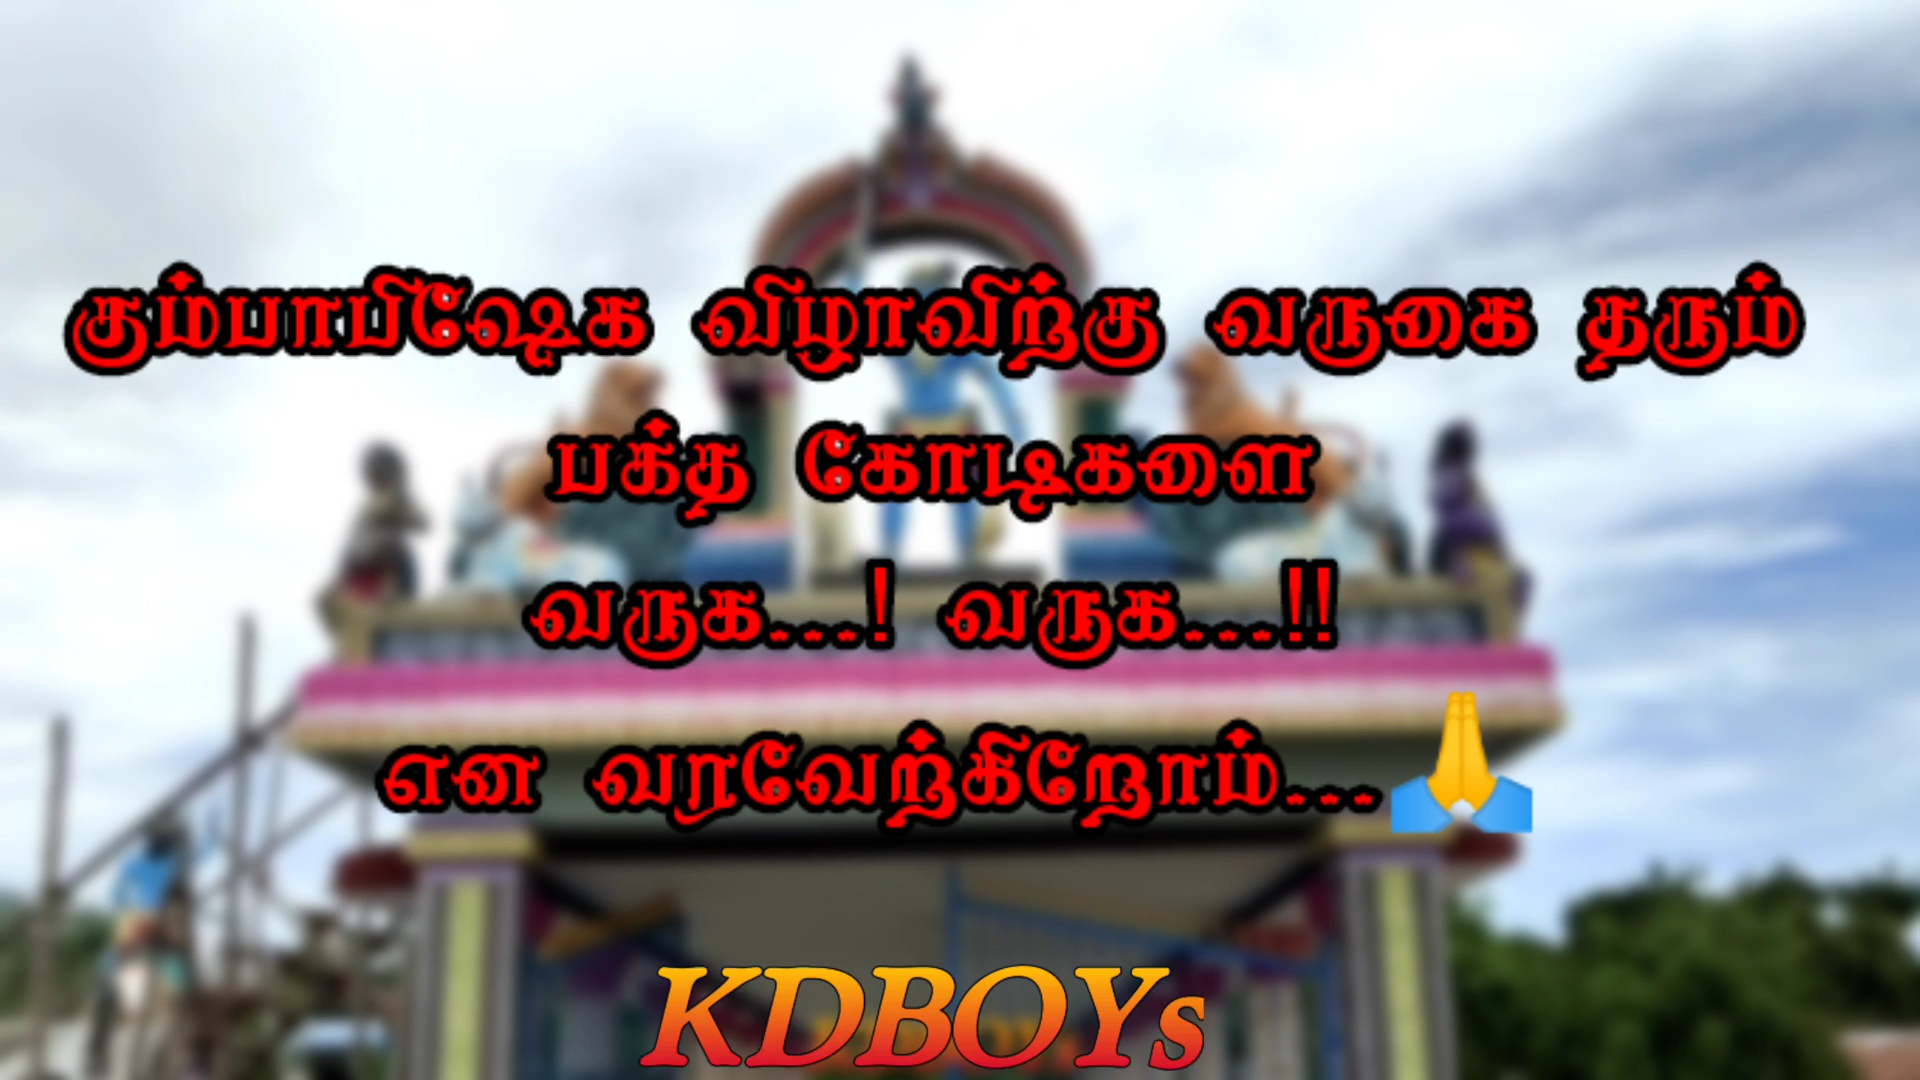 கும்பாபிஷேக விழாவிற்கு வருகை தரும்
பக்த கோடிகளை
வருக...! வருக...!!
என வரவேற்கிறோம்...🙏
KDBOYs